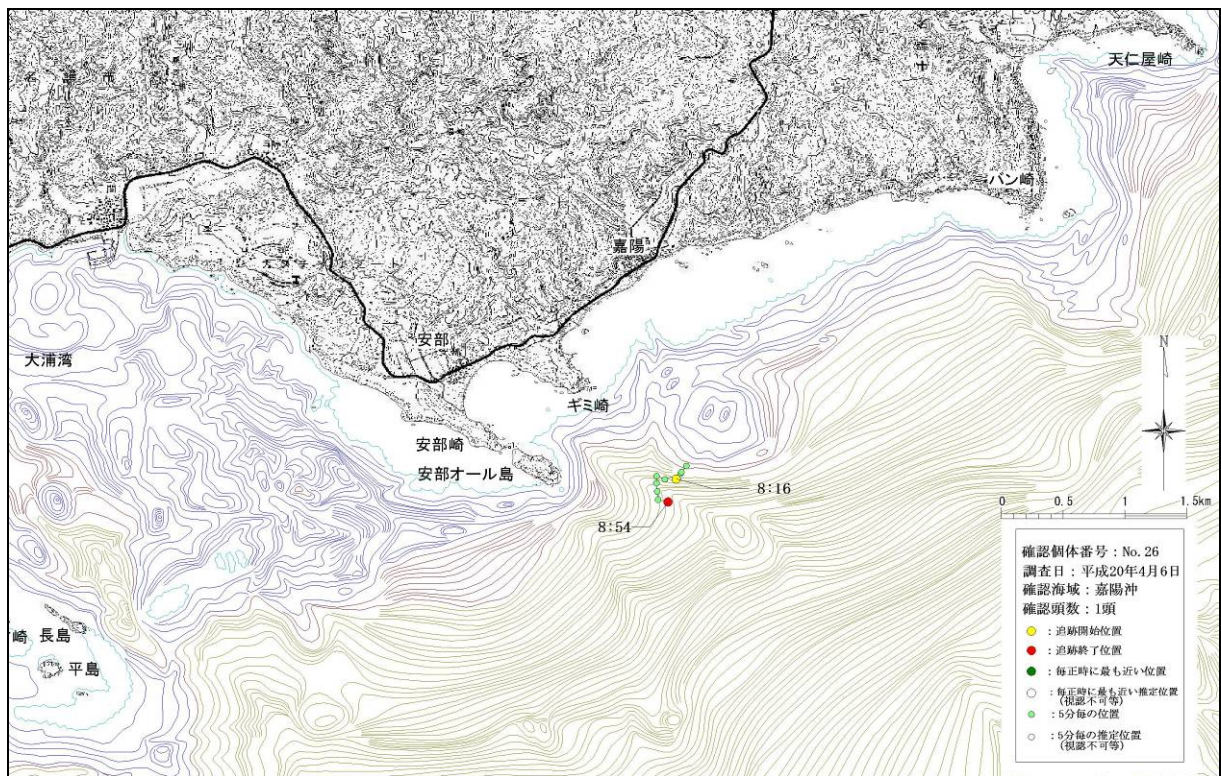 天仁屋崎
バン崎
嘉陽
安部
大浦湾
ギミ崎
安部崎
安部オール島
8:16
8:54
N
0 0.5 1 1.5km
長島
崎
平島
確認個体番号：No.26
調査日：平成20年4月6日
確認海域：嘉陽沖
確認頭数：1頭
：追跡開始位置
：追跡終了位置
：毎正時に最も近い位置
：毎正時に最も近い推定位置
(視認不可等)
：5分毎の位置
：5分毎の推定位置
(視認不可等)